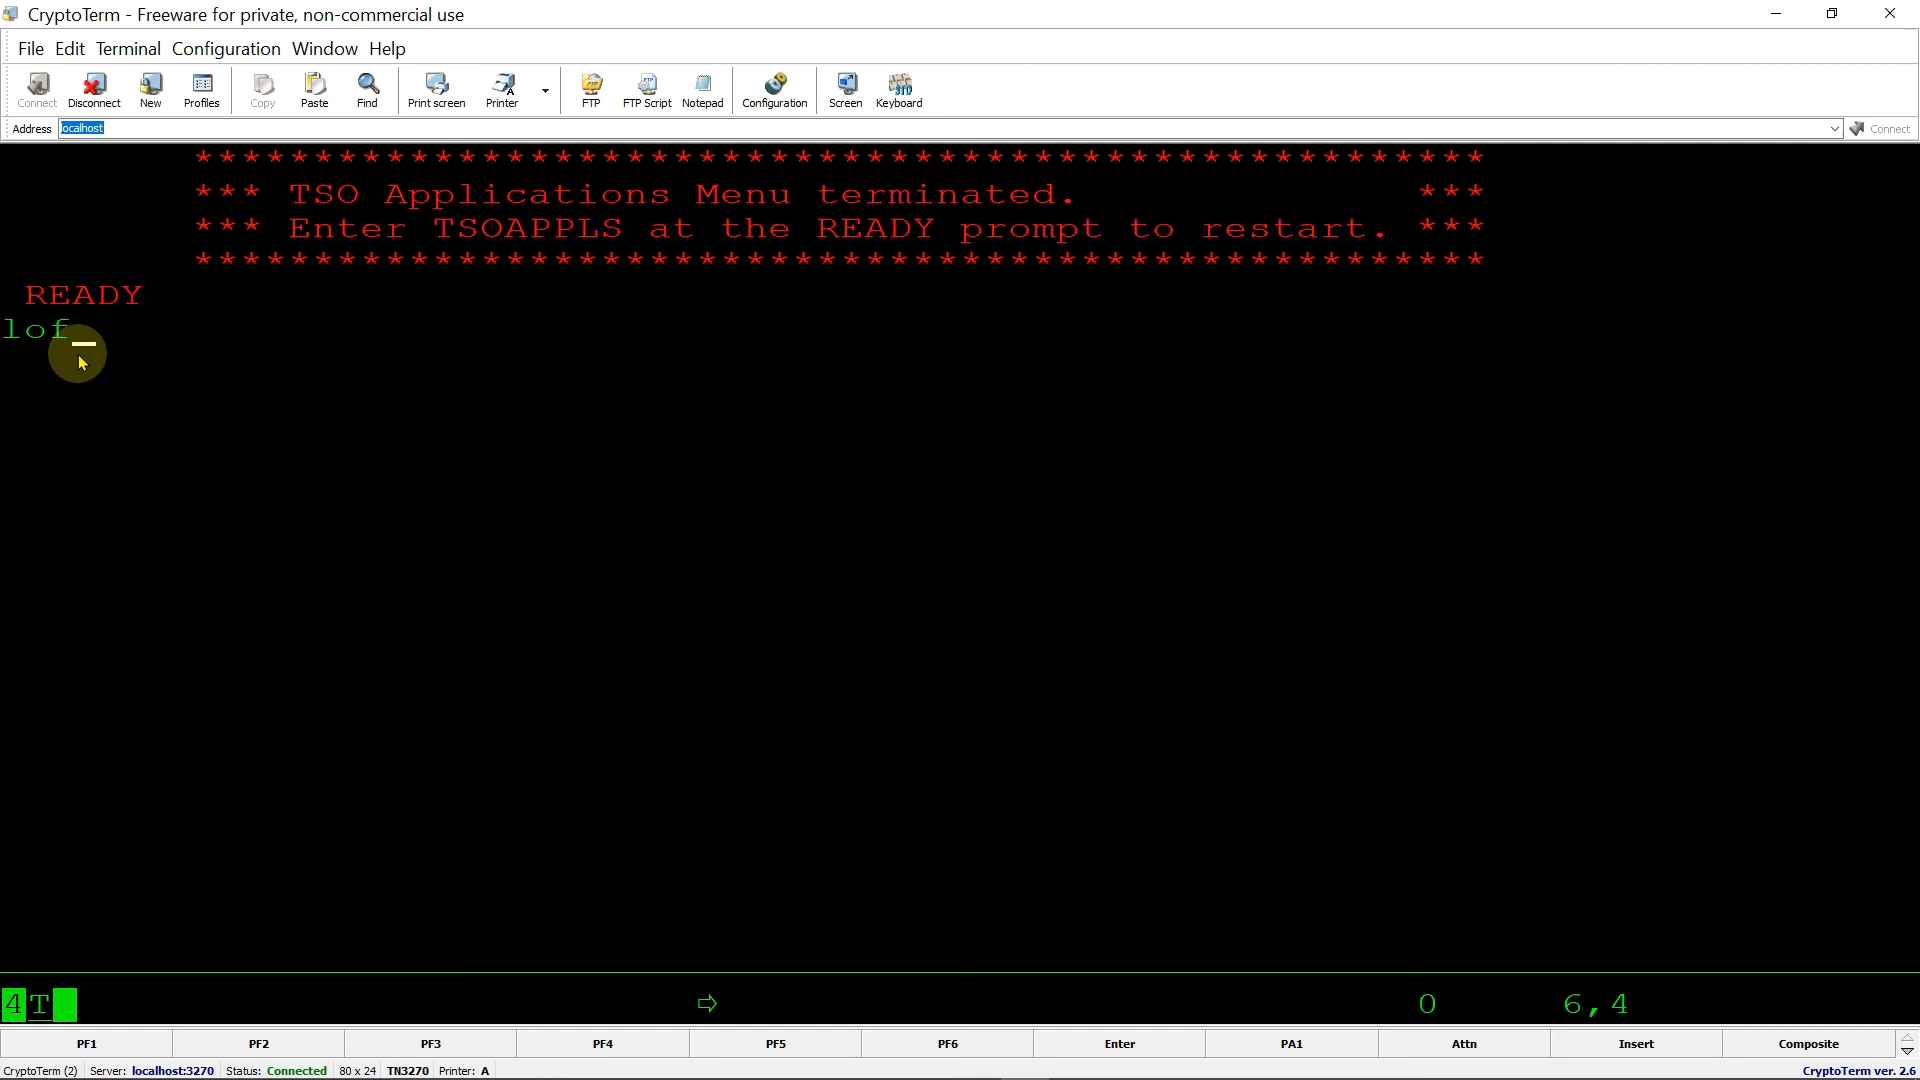 CryptoTerm - Freeware for private, non-commercial use
File Edit Terminal Configuration Window Help
Connect Disconnect New Profiles Copy Paste Find Print screen Printer FTP FTP Script Notepad Configuration Screen Keyboard
Address localhost Connect
******************************************************
*** TSO Applications Menu terminated. ***
*** Enter TSOAPPLS at the READY prompt to restart. ***
******************************************************
READY
lof
4T ⇨ O 6,4
PF1 PF2 PF3 PF4 PF5 PF6 Enter PA1 Attn Insert Composite
CryptoTerm (2) Server: localhost:3270 Status: Connected 80 x 24 TN3270 Printer: A CryptoTerm ver. 2.6